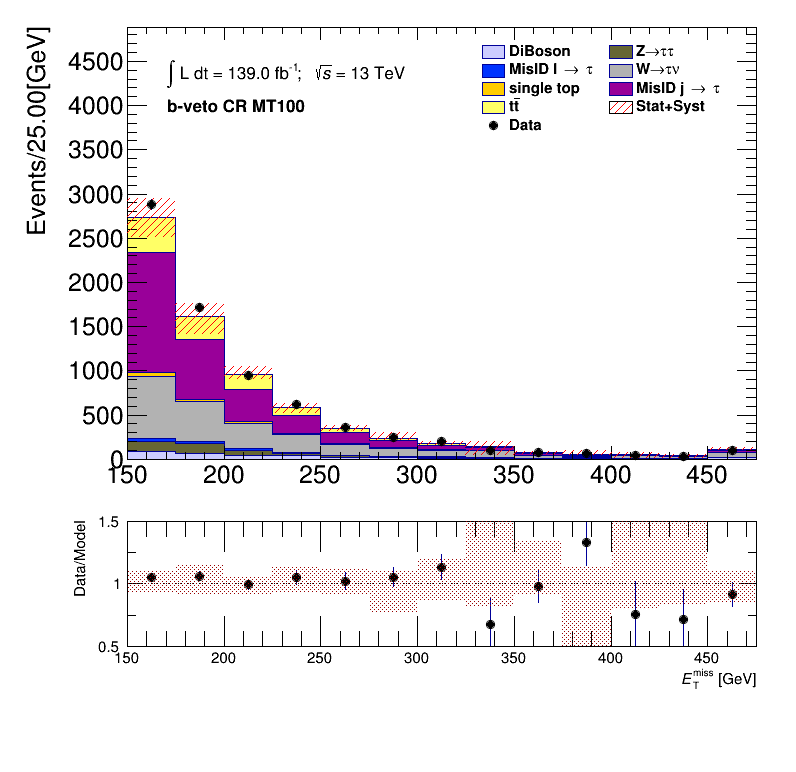 Events/25.00[GeV]
4500
4000
3500
3000
2500
2000
1500
1000
500
0
∫ L dt = 139.0 fb⁻¹; √s = 13 TeV
b-veto CR MT100
DiBoson
MisID l → τ
single top
tt̄
Data
Z→ττ
W→τν
MisID j → τ
Stat+Syst
150 200 250 300 350 400 450
Data/Model
1.5
1
0.5
150 200 250 300 350 400 450
E_T^miss [GeV]